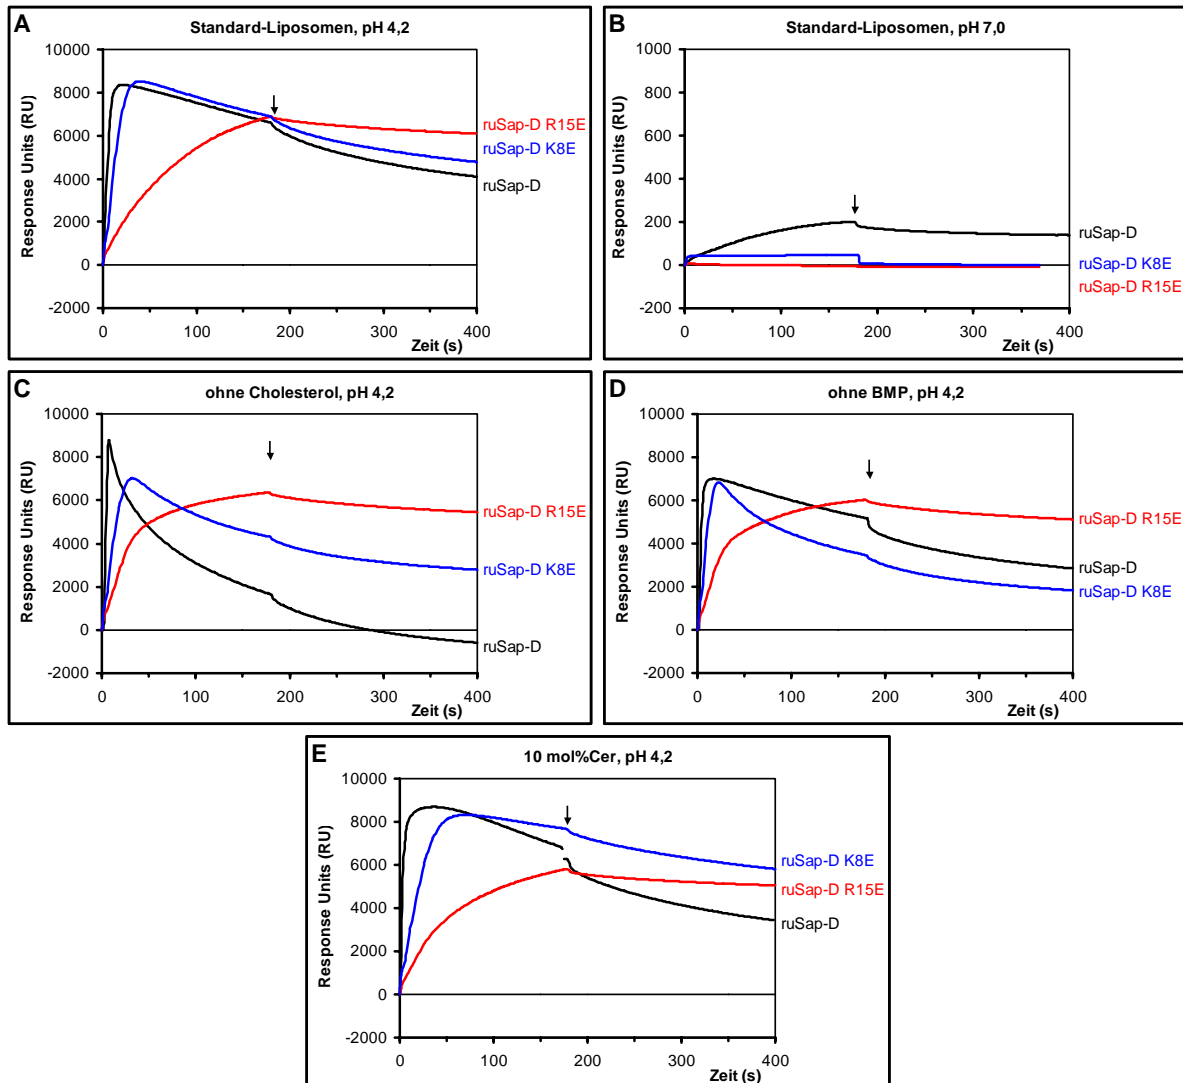 A
Standard-Liposomen, pH 4,2
Response Units (RU)
10000
8000
6000
4000
2000
0
-2000
0 100 200 300 400
Zeit (s)
ruSap-D R15E
ruSap-D K8E
ruSap-D
B
Standard-Liposomen, pH 7,0
Response Units (RU)
1000
800
600
400
200
0
-200
0 100 200 300 400
Zeit (s)
ruSap-D
ruSap-D K8E
ruSap-D R15E
C
ohne Cholesterol, pH 4,2
Response Units (RU)
10000
8000
6000
4000
2000
0
-2000
0 100 200 300 400
Zeit (s)
ruSap-D R15E
ruSap-D K8E
ruSap-D
D
ohne BMP, pH 4,2
Response Units (RU)
10000
8000
6000
4000
2000
0
-2000
0 100 200 300 400
Zeit (s)
ruSap-D R15E
ruSap-D
ruSap-D K8E
E
10 mol%Cer, pH 4,2
Response Units (RU)
10000
8000
6000
4000
2000
0
-2000
0 100 200 300 400
Zeit (s)
ruSap-D K8E
ruSap-D R15E
ruSap-D